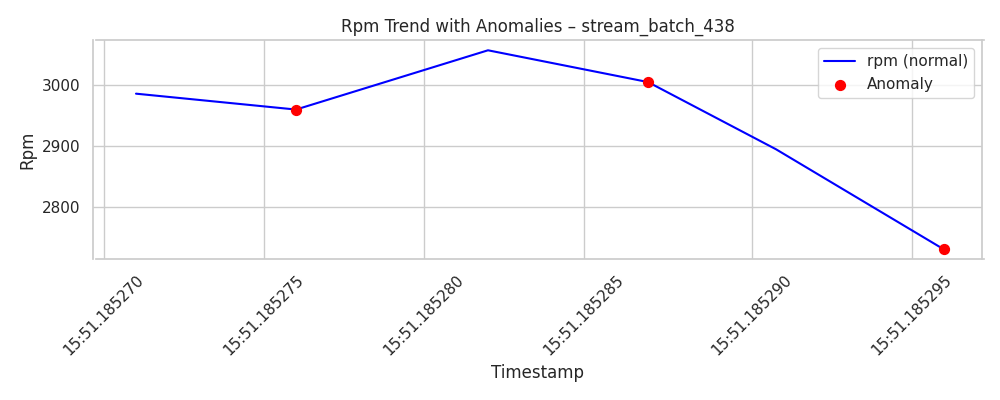 Rpm Trend with Anomalies – stream_batch_438
rpm (normal)
Anomaly
Rpm
3000
2900
2800
15:51.185270
15:51.185275
15:51.185280
15:51.185285
15:51.185290
15:51.185295
Timestamp